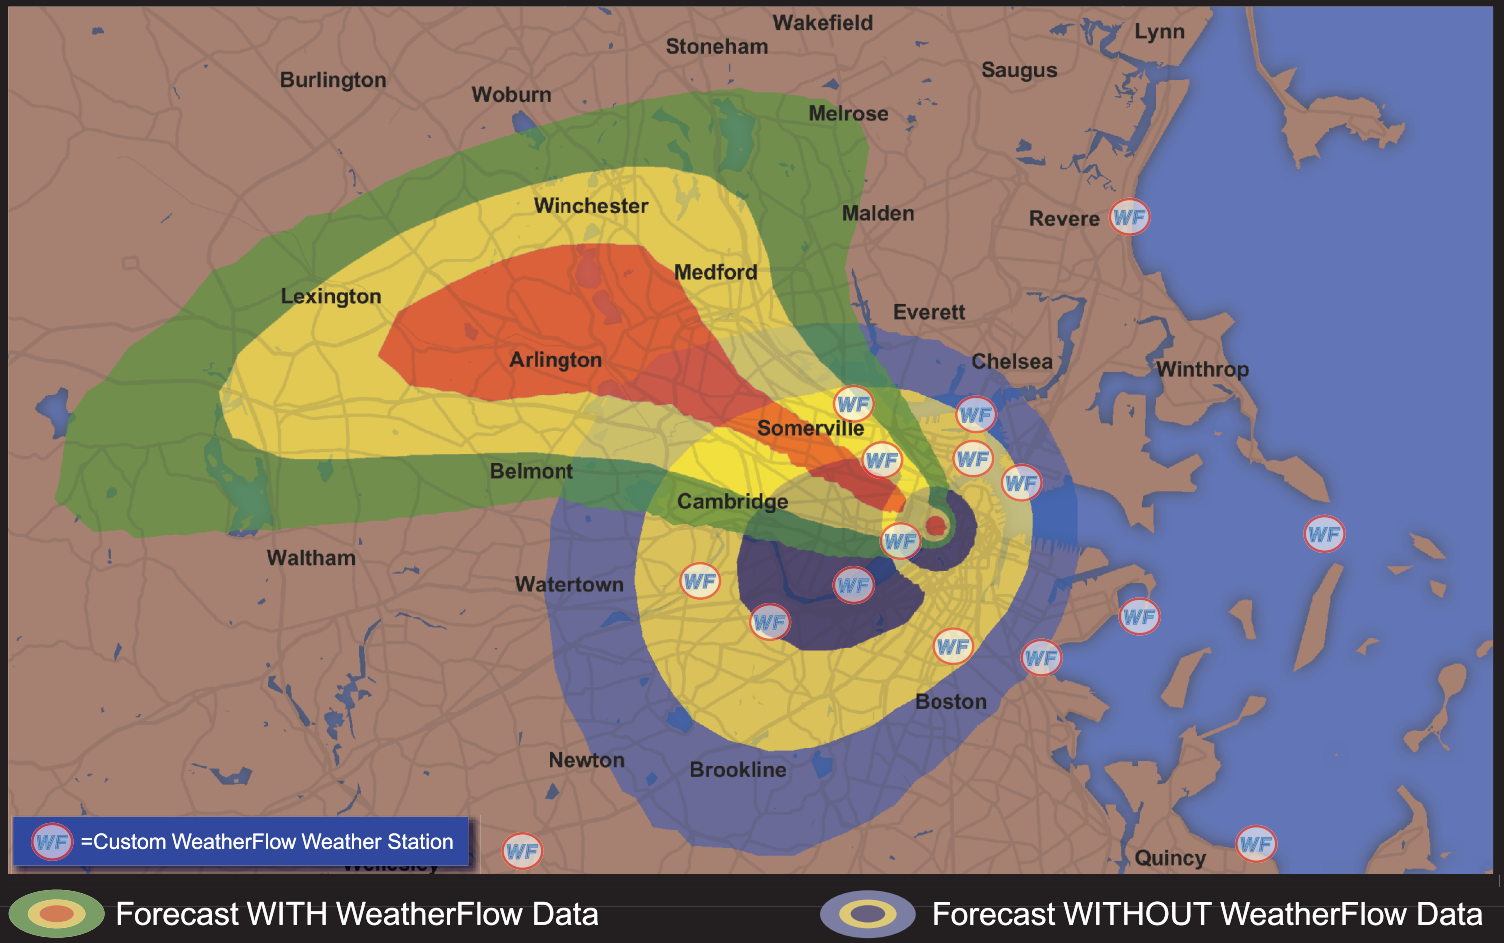 Wakefield
Lynn
Stoneham
Saugus
Burlington
Woburn
Melrose
Winchester
Malden
Revere WF
Medford
Lexington
Everett
Arlington
Chelsea
Winthrop
WF
WF
Somerville
WF
WF
Belmont
WF
Cambridge
WF
WF
Waltham
Watertown
WF
WF
WF
WF
WF
WF
Boston
Newton
Brookline
WF =Custom WeatherFlow Weather Station
WF
WF
Quincy
Wellesley
Forecast WITH WeatherFlow Data
Forecast WITHOUT WeatherFlow Data